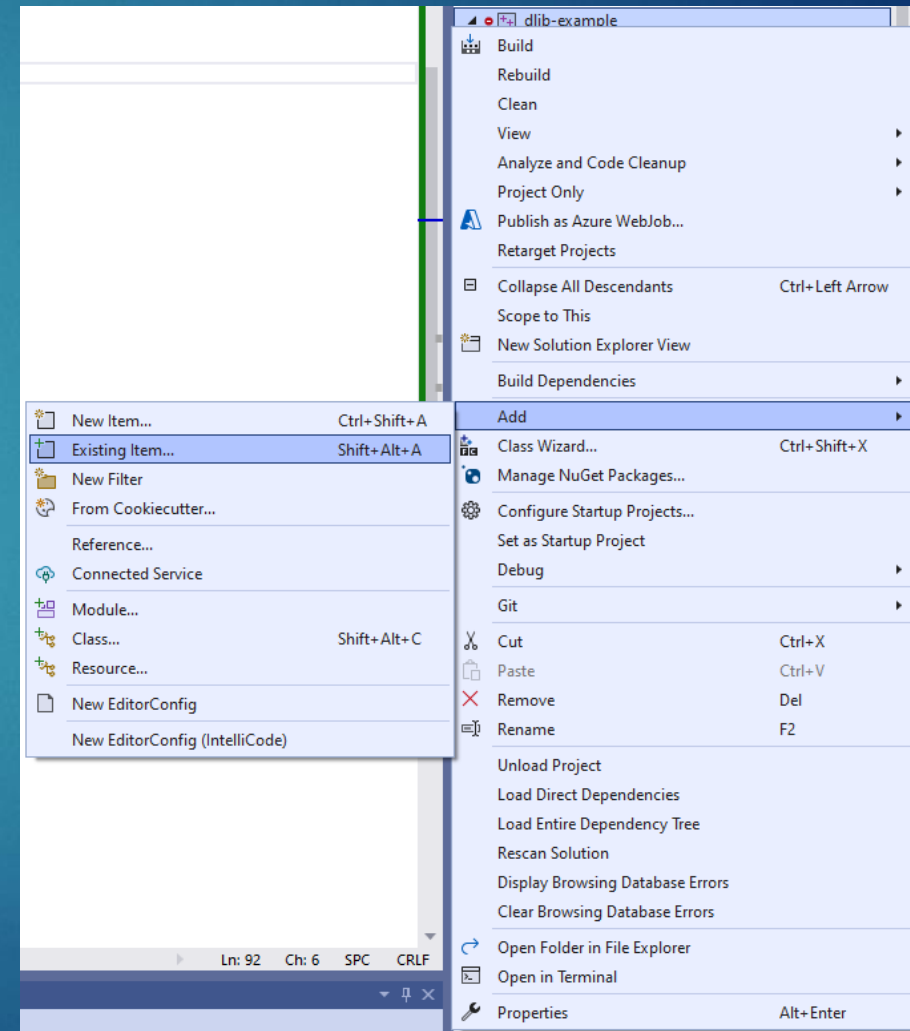 dlib-example
Build
Rebuild
Clean
View
Analyze and Code Cleanup
Project Only
Publish as Azure WebJob...
Retarget Projects
Collapse All Descendants Ctrl+Left Arrow
Scope to This
New Solution Explorer View
Build Dependencies
Add
Class Wizard... Ctrl+Shift+X
Manage NuGet Packages...
Configure Startup Projects...
Set as Startup Project
Debug
Git
Cut Ctrl+X
Paste Ctrl+V
Remove Del
Rename F2
Unload Project
Load Direct Dependencies
Load Entire Dependency Tree
Rescan Solution
Display Browsing Database Errors
Clear Browsing Database Errors
Open Folder in File Explorer
Open in Terminal
Properties Alt+Enter
New Item... Ctrl+Shift+A
Existing Item... Shift+Alt+A
New Filter
From Cookiecutter...
Reference...
Connected Service
Module...
Class... Shift+Alt+C
Resource...
New EditorConfig
New EditorConfig (IntelliCode)
Ln: 92 Ch: 6 SPC CRLF